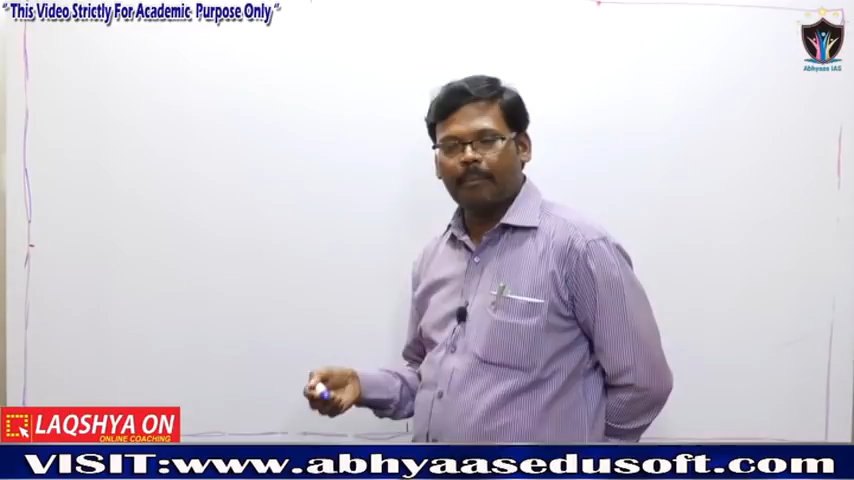 "This Video Strictly For Academic Purpose Only"
Abhyaas IAS
LAQSHYA ON
ONLINE COACHING
VISIT:www.abhyaasedusoft.com